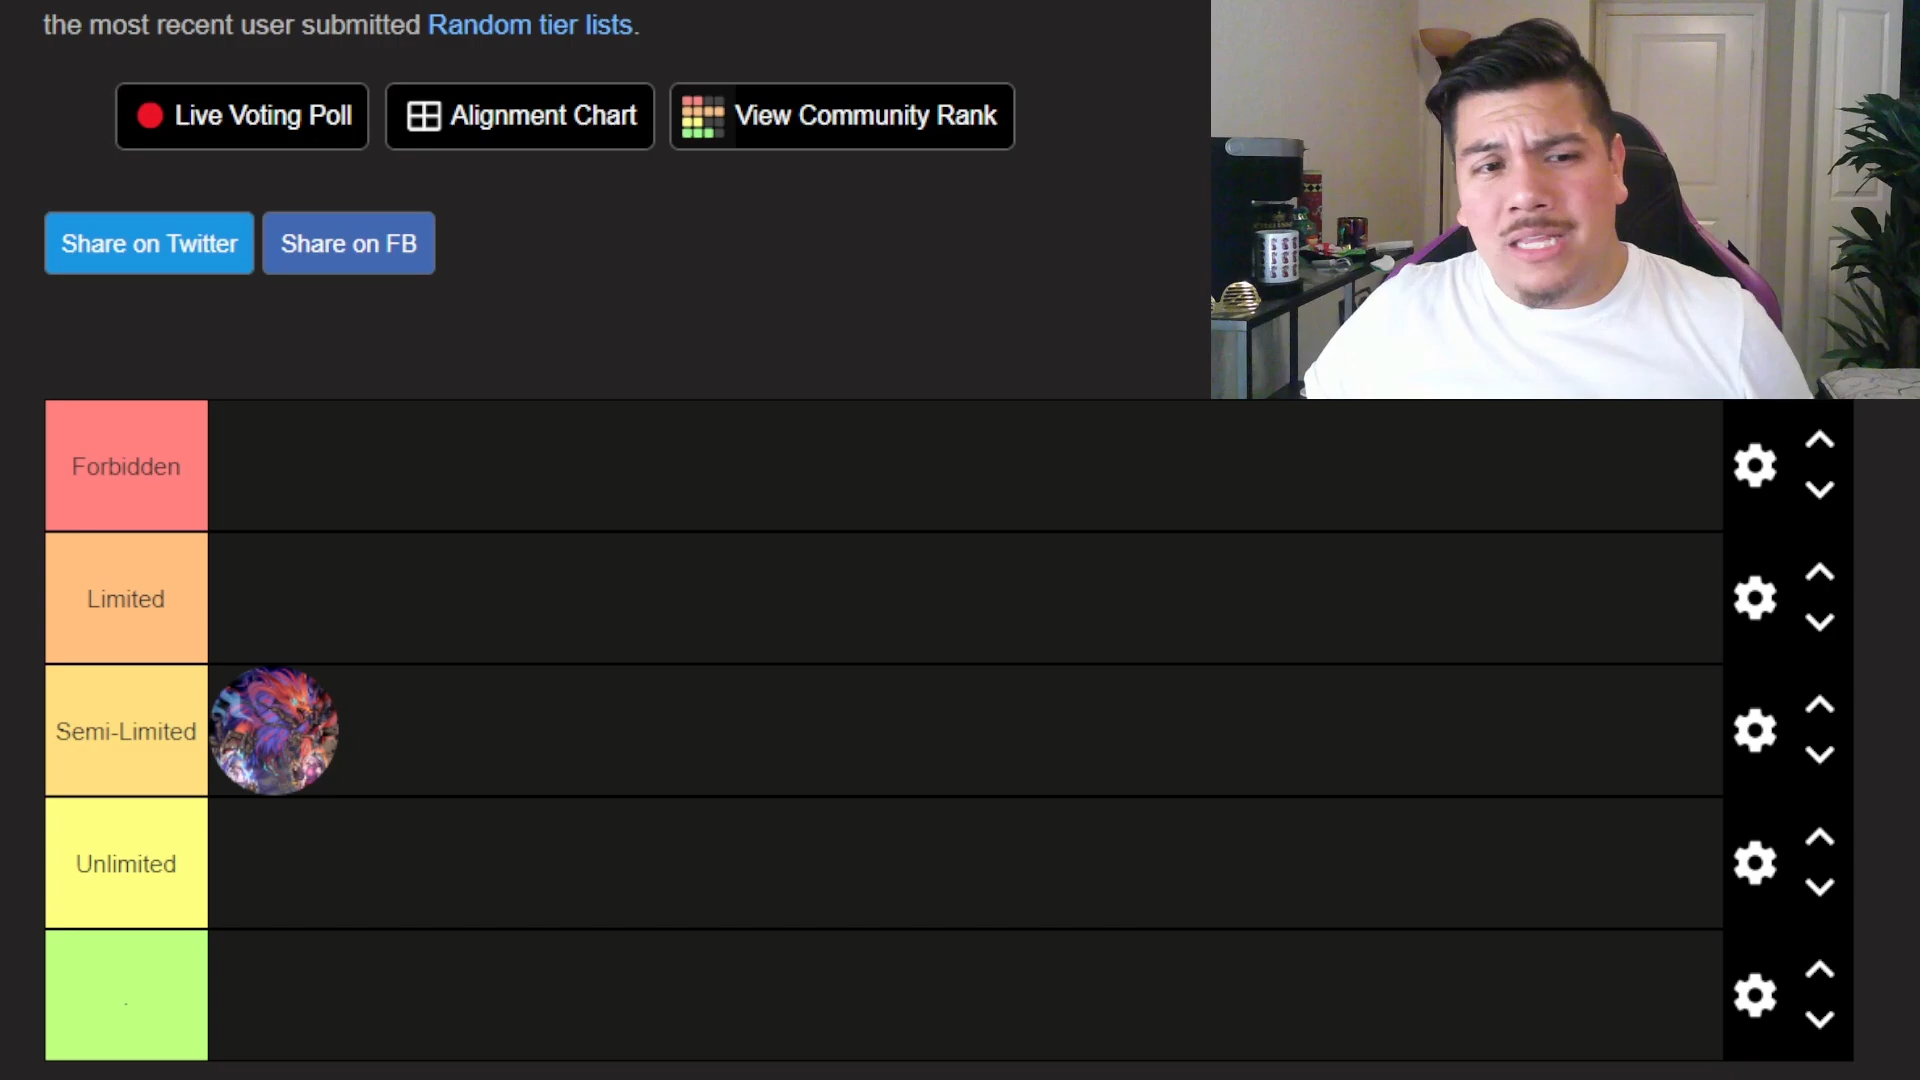 the most recent user submitted Random tier lists.
Live Voting Poll
Alignment Chart
View Community Rank
Share on Twitter
Share on FB
Forbidden
Limited
Semi-Limited
Unlimited
.